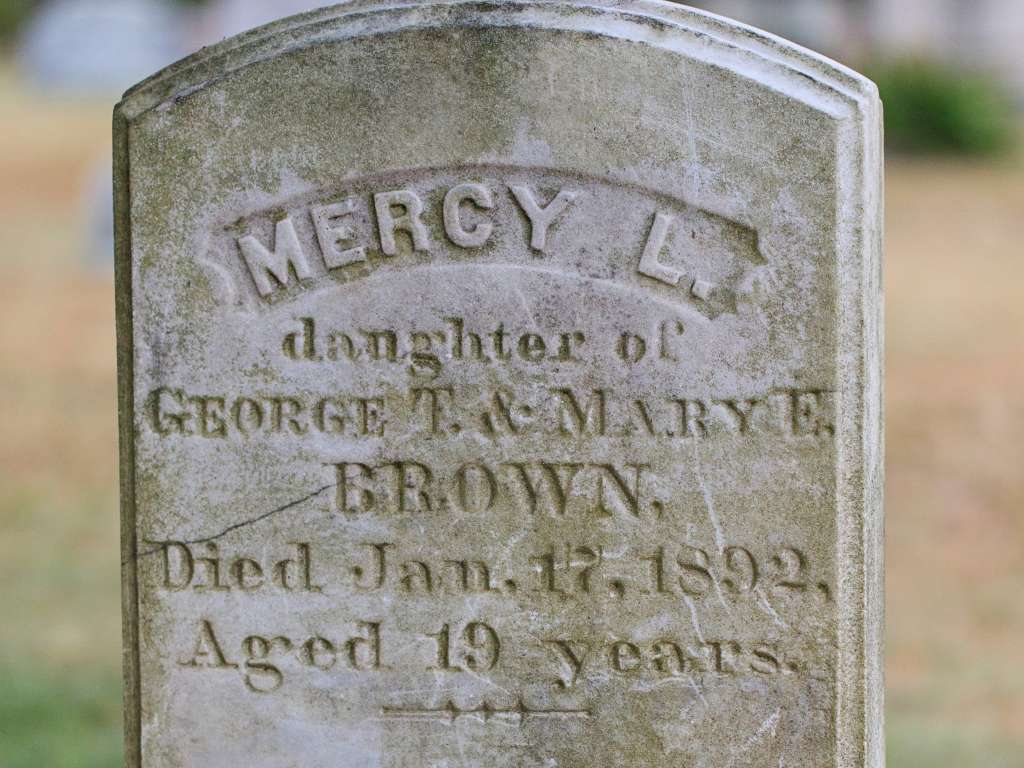 MERCY L.
daughter of
GEORGE T. & MARY E.
BROWN,
Died Jan. 17, 1892,
Aged 19 years.